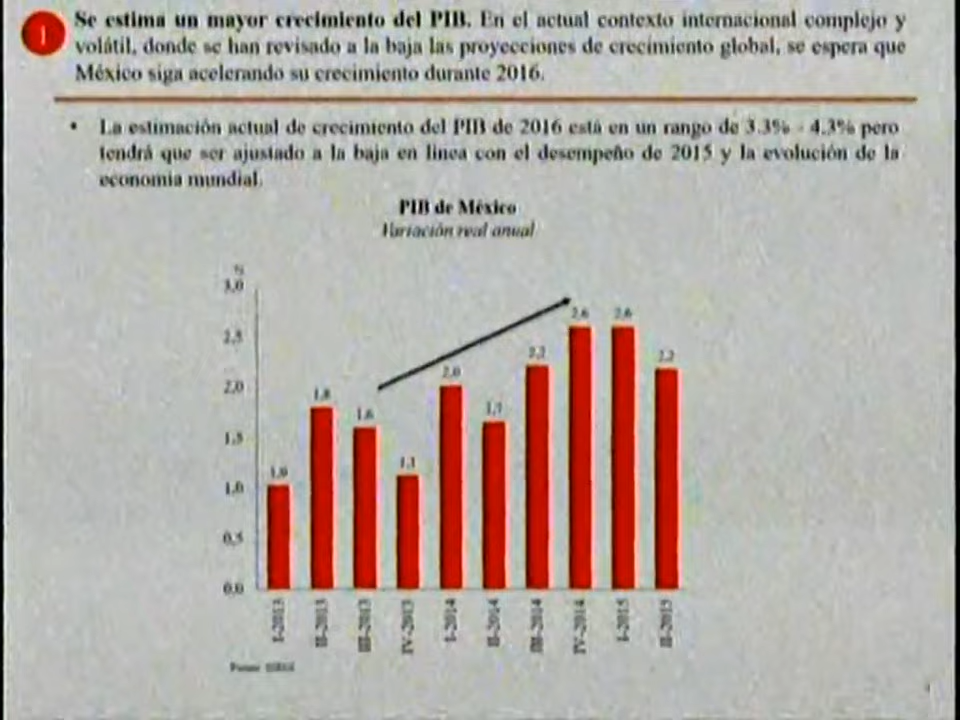 1
Se estima un mayor crecimiento del PIB. En el actual contexto internacional complejo y
volátil, donde se han revisado a la baja las proyecciones de crecimiento global, se espera que
México siga acelerando su crecimiento durante 2016.
• La estimación actual de crecimiento del PIB de 2016 está en un rango de 3.3% - 4.3% pero
tendrá que ser ajustado a la baja en línea con el desempeño de 2015 y la evolución de la
economía mundial.
PIB de México
Variación real anual
%
3.0
2.5
2.0
1.5
1.0
0.5
0.0
1.0
1.8
1.6
1.1
2.0
1.7
2.2
2.6
2.6
2.2
I-2013
II-2013
III-2013
IV-2013
I-2014
II-2014
III-2014
IV-2014
I-2015
II-2015
Fuente: